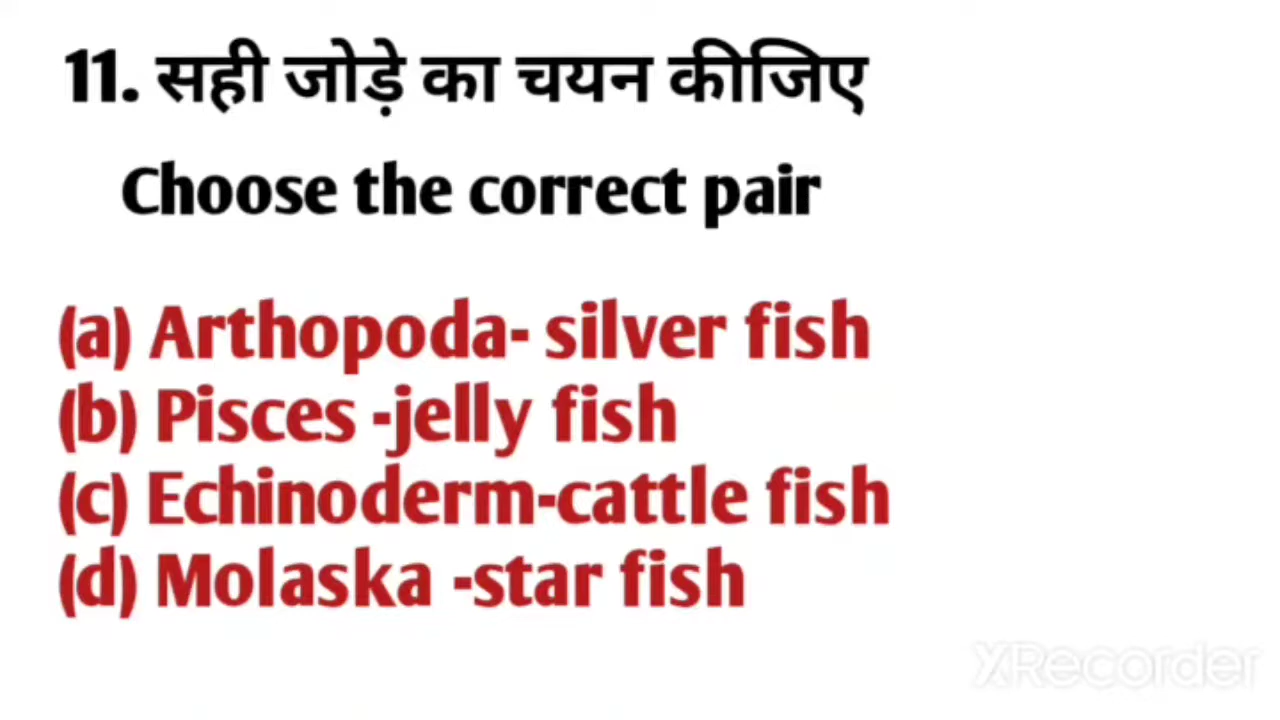 11. सही जोड़े का चयन कीजिए
Choose the correct pair
(a) Arthopoda- silver fish
(b) Pisces -jelly fish
(c) Echinoderm-cattle fish
(d) Molaska -star fish
XRecorder